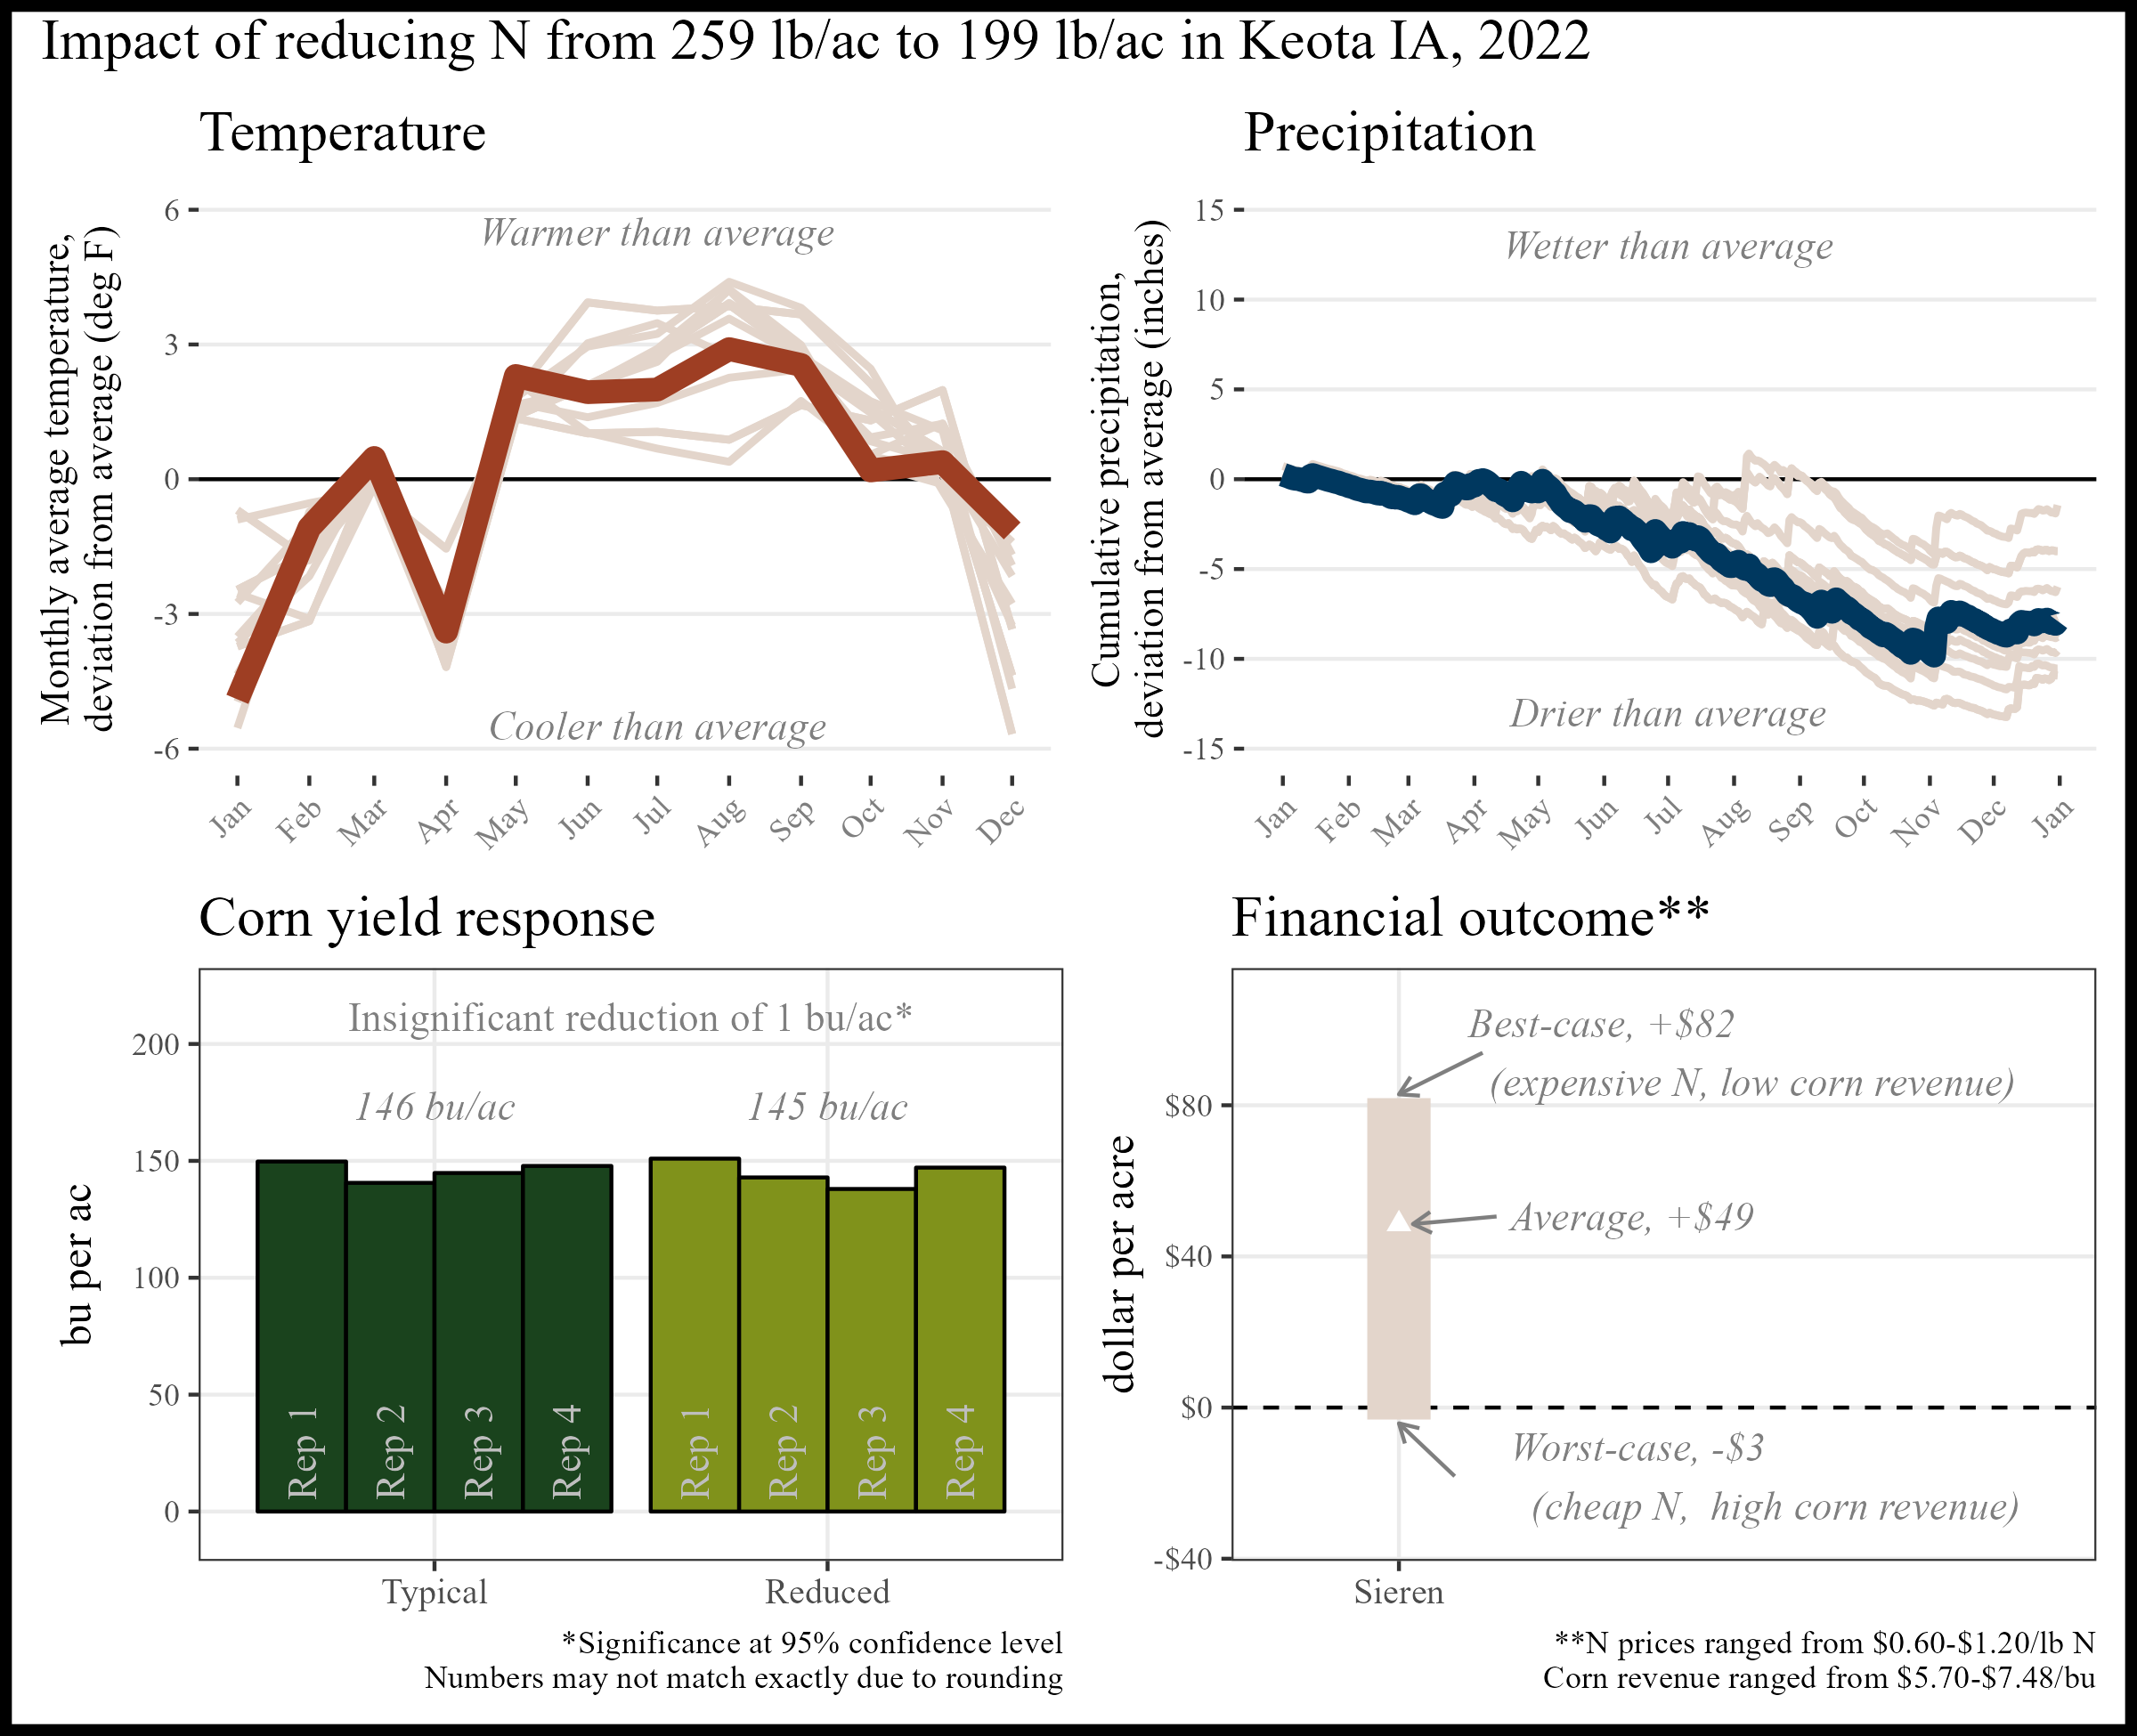 Impact of reducing N from 259 lb/ac to 199 lb/ac in Keota IA, 2022
Temperature
Monthly average temperature,
deviation from average (deg F)
6
3
0
-3
-6
Warmer than average
Cooler than average
Jan
Feb
Mar
Apr
May
Jun
Jul
Aug
Sep
Oct
Nov
Dec
Precipitation
Cumulative precipitation,
deviation from average (inches)
15
10
5
0
-5
-10
-15
Wetter than average
Drier than average
Jan
Feb
Mar
Apr
May
Jun
Jul
Aug
Sep
Oct
Nov
Dec
Jan
Corn yield response
bu per ac
200
150
100
50
0
Insignificant reduction of 1 bu/ac*
146 bu/ac
145 bu/ac
Rep 1
Rep 2
Rep 3
Rep 4
Rep 1
Rep 2
Rep 3
Rep 4
Typical
Reduced
*Significance at 95% confidence level
Numbers may not match exactly due to rounding
Financial outcome**
dollar per acre
$80
$40
$0
-$40
Best-case, +$82
(expensive N, low corn revenue)
Average, +$49
Worst-case, -$3
(cheap N,  high corn revenue)
Sieren
**N prices ranged from $0.60-$1.20/lb N
Corn revenue ranged from $5.70-$7.48/bu